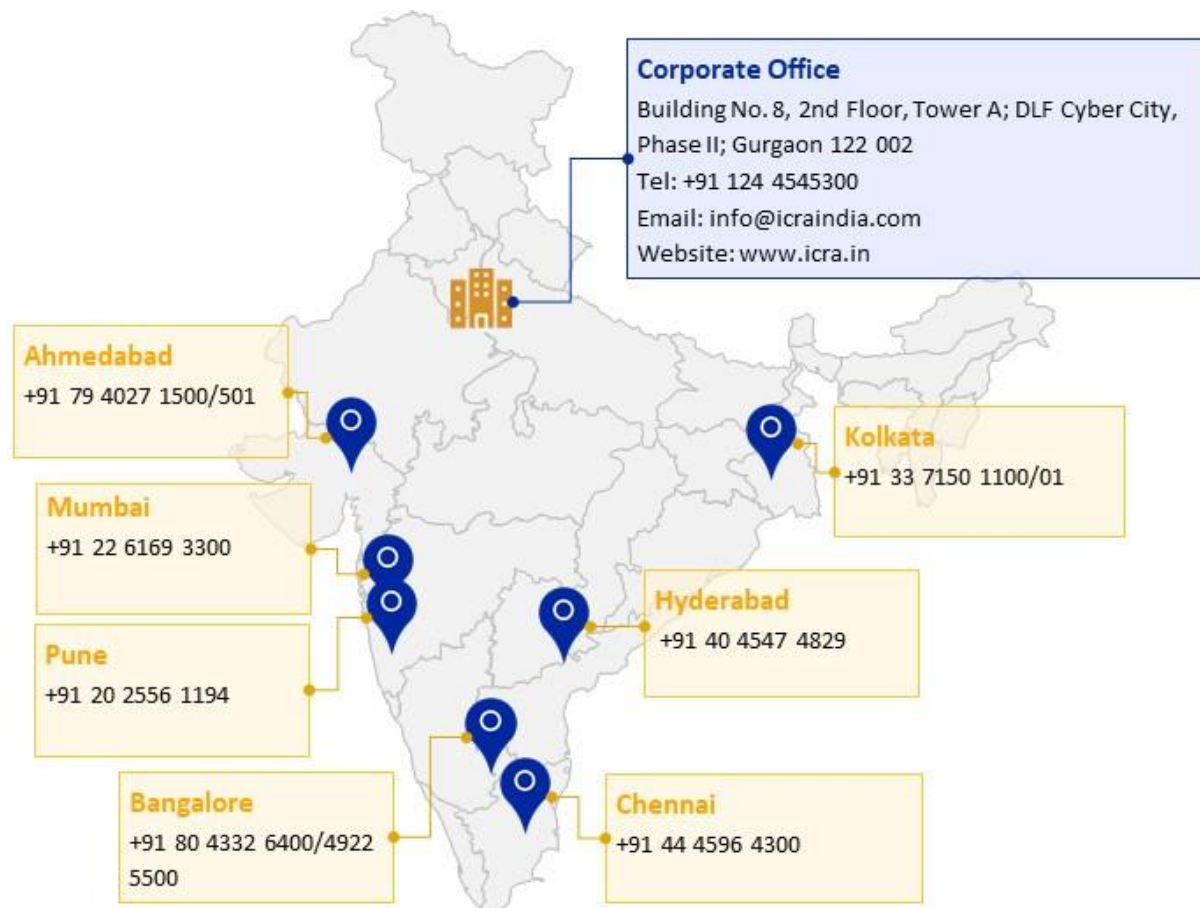 Corporate Office
Building No. 8, 2nd Floor, Tower A; DLF Cyber City,
Phase II; Gurgaon 122 002
Tel: +91 124 4545300
Email: info@icraindia.com
Website: www.icra.in
Ahmedabad
+91 79 4027 1500/501
Kolkata
+91 33 7150 1100/01
Mumbai
+91 22 6169 3300
Hyderabad
+91 40 4547 4829
Pune
+91 20 2556 1194
Bangalore
+91 80 4332 6400/4922
5500
Chennai
+91 44 4596 4300